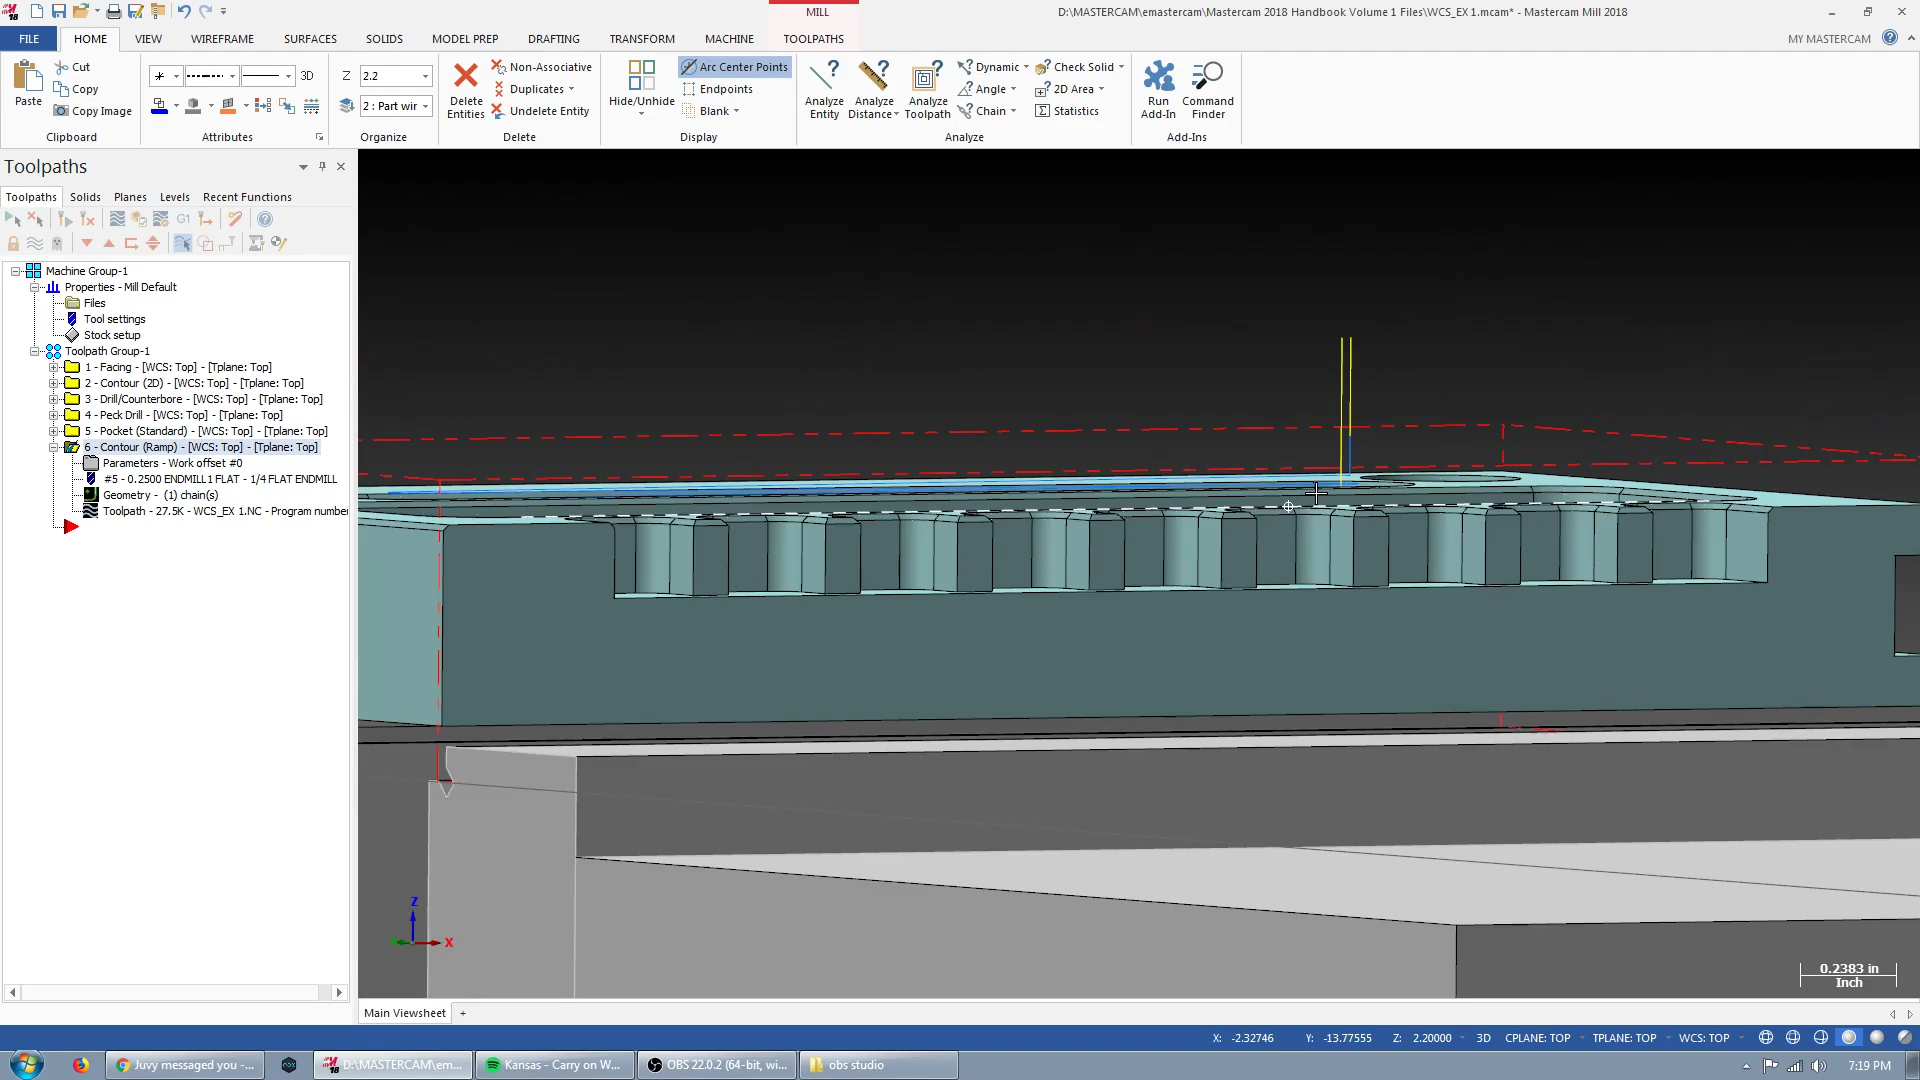 MILL
D:\MASTERCAM\emastercam\Mastercam 2018 Handbook Volume 1 Files\WCS_EX 1.mcam* - Mastercam Mill 2018
FILE HOME VIEW WIREFRAME SURFACES SOLIDS MODEL PREP DRAFTING TRANSFORM MACHINE TOOLPATHS MY MASTERCAM
Paste
Cut
Copy
Copy Image
Clipboard
3D
Attributes
Z 2.2
2 : Part wir
Organize
Delete
Entities
Non-Associative
Duplicates
Undelete Entity
Delete
Hide/Unhide
Arc Center Points
Endpoints
Blank
Display
Analyze
Entity
Analyze
Distance
Analyze
Toolpath
Dynamic
Angle
Chain
Check Solid
2D Area
Statistics
Analyze
Run
Add-In
Command
Finder
Add-Ins
Toolpaths
Toolpaths Solids Planes Levels Recent Functions
G1
Machine Group-1
Properties - Mill Default
Files
Tool settings
Stock setup
Toolpath Group-1
1 - Facing - [WCS: Top] - [Tplane: Top]
2 - Contour (2D) - [WCS: Top] - [Tplane: Top]
3 - Drill/Counterbore - [WCS: Top] - [Tplane: Top]
4 - Peck Drill - [WCS: Top] - [Tplane: Top]
5 - Pocket (Standard) - [WCS: Top] - [Tplane: Top]
6 - Contour (Ramp) - [WCS: Top] - [Tplane: Top]
Parameters - Work offset #0
#5 - 0.2500 ENDMILL1 FLAT - 1/4 FLAT ENDMILL
Geometry - (1) chain(s)
Toolpath - 27.5K - WCS_EX 1.NC - Program number
Z
X
0.2383 in
Inch
Main Viewsheet +
X: -2.32746 Y: -13.77555 Z: 2.20000 3D CPLANE: TOP TPLANE: TOP WCS: TOP
Juvy messaged you -...
D:\MASTERCAM\em...
Kansas - Carry on W...
OBS 22.0.2 (64-bit, wi...
obs studio
7:19 PM